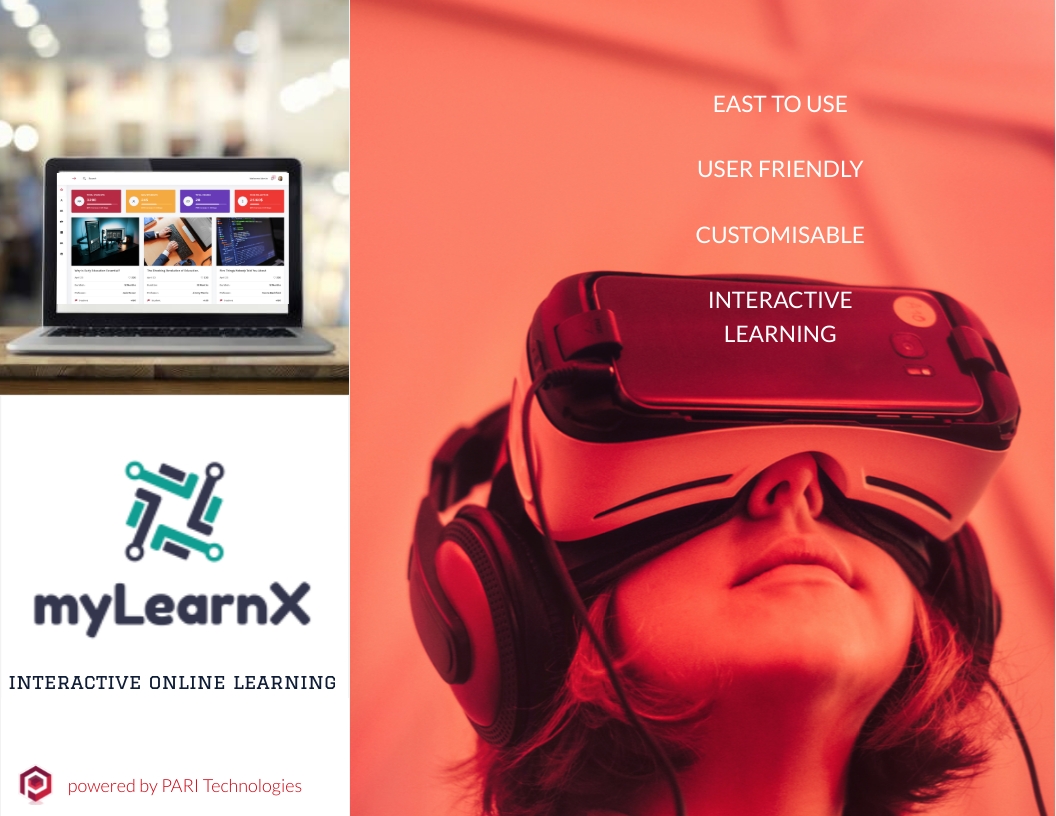 EAST TO USE
USER FRIENDLY
CUSTOMISABLE
INTERACTIVE
LEARNING
myLearnX
INTERACTIVE ONLINE LEARNING
powered by PARI Technologies